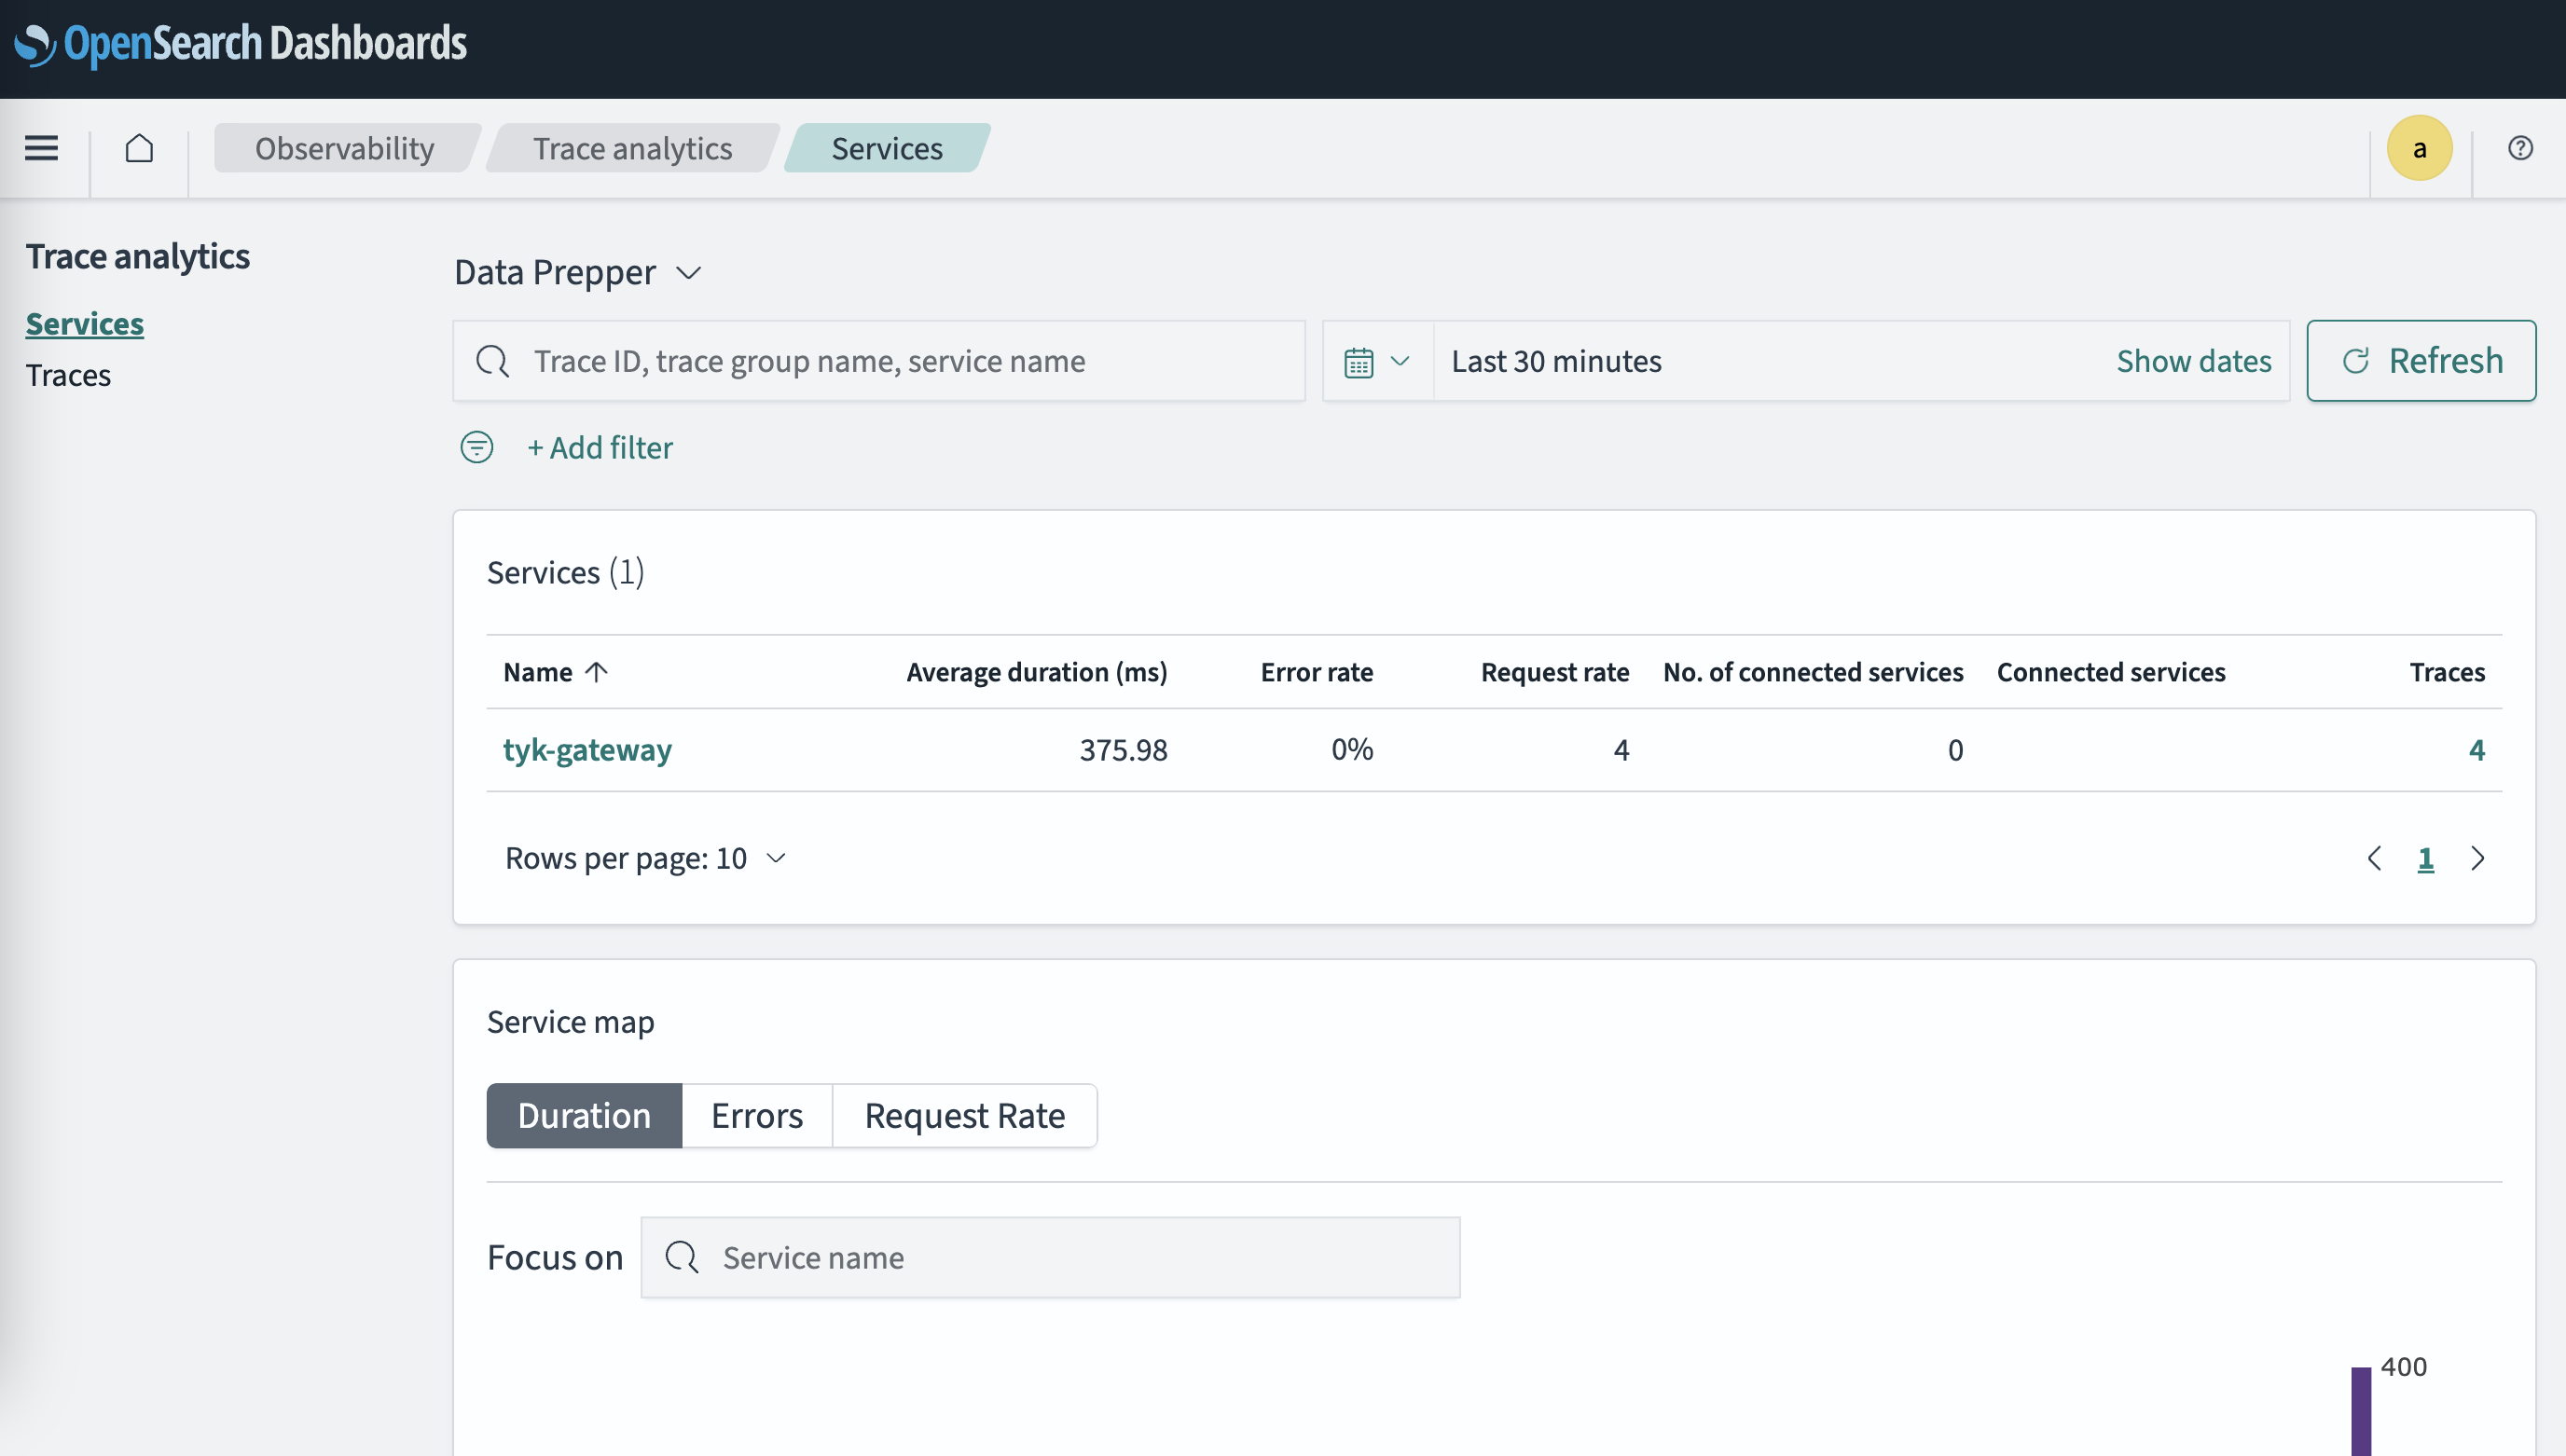 OpenSearch Dashboards
Observability
Trace analytics
Services
a
Trace analytics
Services
Traces
Data Prepper
Trace ID, trace group name, service name
Last 30 minutes
Show dates
Refresh
+ Add filter
Services (1)
Name Average duration (ms) Error rate Request rate No. of connected services Connected services Traces
tyk-gateway 375.98 0% 4 0 4
Rows per page: 10
1
Service map
Duration
Errors
Request Rate
Focus on
Service name
400